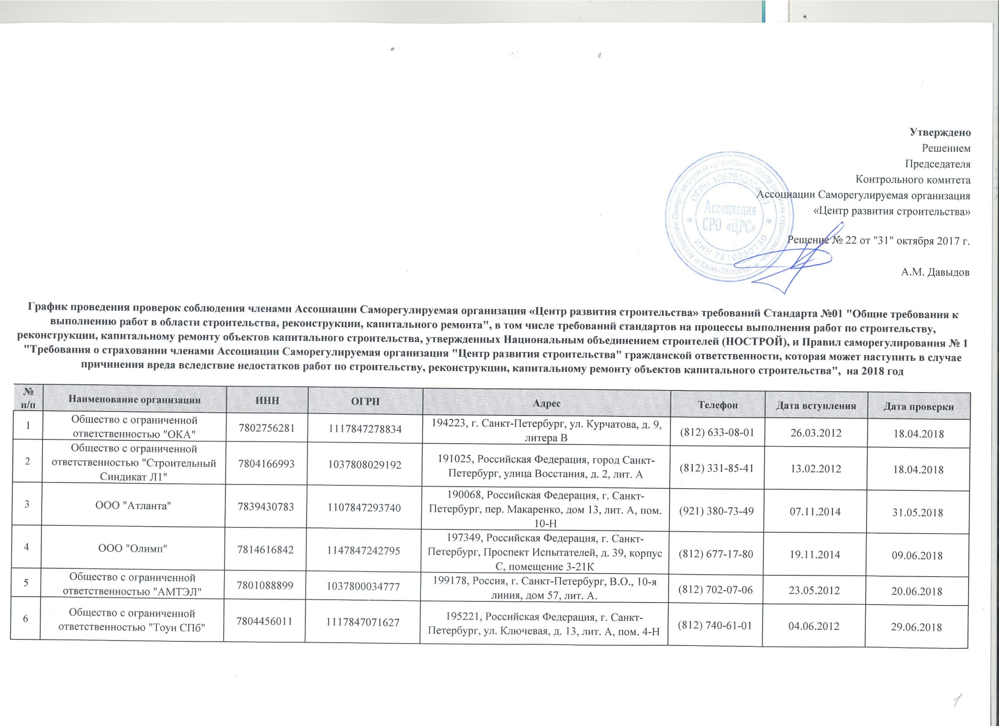 Утверждено
Решением
Председателя
Контрольного комитета
Ассоциации Саморегулируемая организация
«Центр развития строительства»
Ассоциация Саморегулируемая организация «Центр развития строительства»
* Санкт-Петербург *
ОГРН 1087800004
ИНН 7810330730
Ассоциация
СРО «ЦРС»
Решение № 22 от "31" октября 2017 г.
А.М. Давыдов
График проведения проверок соблюдения членами Ассоциации Саморегулируемая организация «Центр развития строительства» требований Стандарта №01 "Общие требования к
выполнению работ в области строительства, реконструкции, капитального ремонта", в том числе требований стандартов на процессы выполнения работ по строительству,
реконструкции, капитальному ремонту объектов капитального строительства, утвержденных Национальным объединением строителей (НОСТРОЙ), и Правил саморегулирования № 1
"Требования о страховании членами Ассоциации Саморегулируемая организация "Центр развития строительства" гражданской ответственности, которая может наступить в случае
причинения вреда вследствие недостатков работ по строительству, реконструкции, капитальному ремонту объектов капитального строительства", на 2018 год
№ п/п Наименование организации ИНН ОГРН Адрес Телефон Дата вступления Дата проверки
1 Общество с ограниченной ответственностью "ОКА" 7802756281 1117847278834 194223, г. Санкт-Петербург, ул. Курчатова, д. 9, литера В (812) 633-08-01 26.03.2012 18.04.2018
2 Общество с ограниченной ответственностью "Строительный Синдикат Л1" 7804166993 1037808029192 191025, Российская Федерация, город Санкт-Петербург, улица Восстания, д. 2, лит. А (812) 331-85-41 13.02.2012 18.04.2018
3 ООО "Атланта" 7839430783 1107847293740 190068, Российская Федерация, г. Санкт-Петербург, пер. Макаренко, дом 13, лит. А, пом. 10-Н (921) 380-73-49 07.11.2014 31.05.2018
4 ООО "Олимп" 7814616842 1147847242795 197349, Российская Федерация, г. Санкт-Петербург, Проспект Испытателей, д. 39, корпус С, помещение 3-21К (812) 677-17-80 19.11.2014 09.06.2018
5 Общество с ограниченной ответственностью "АМТЭЛ" 7801088899 1037800034777 199178, Россия, г. Санкт-Петербург, В.О., 10-я линия, дом 57, лит. А. (812) 702-07-06 23.05.2012 20.06.2018
6 Общество с ограниченной ответственностью "Тоун СПб" 7804456011 1117847071627 195221, Российская Федерация, г. Санкт-Петербург, ул. Ключевая, д. 13, лит. А, пом. 4-Н (812) 740-61-01 04.06.2012 29.06.2018
1